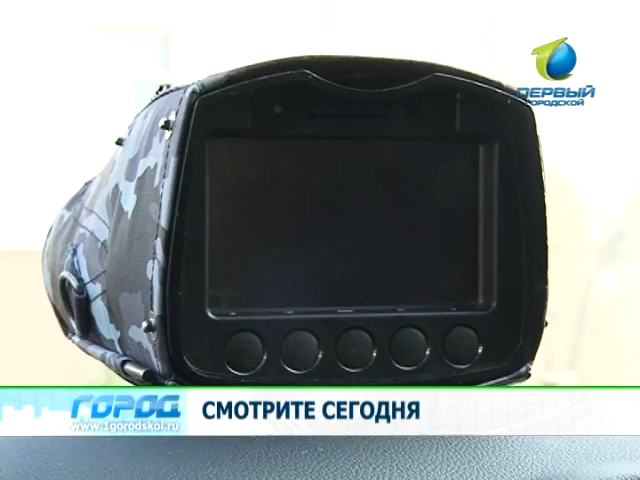 ПЕРВЫЙ
ГОРОДСКОЙ
ГОРОД
СМОТРИТЕ СЕГОДНЯ
www.1gorodskoi.ru